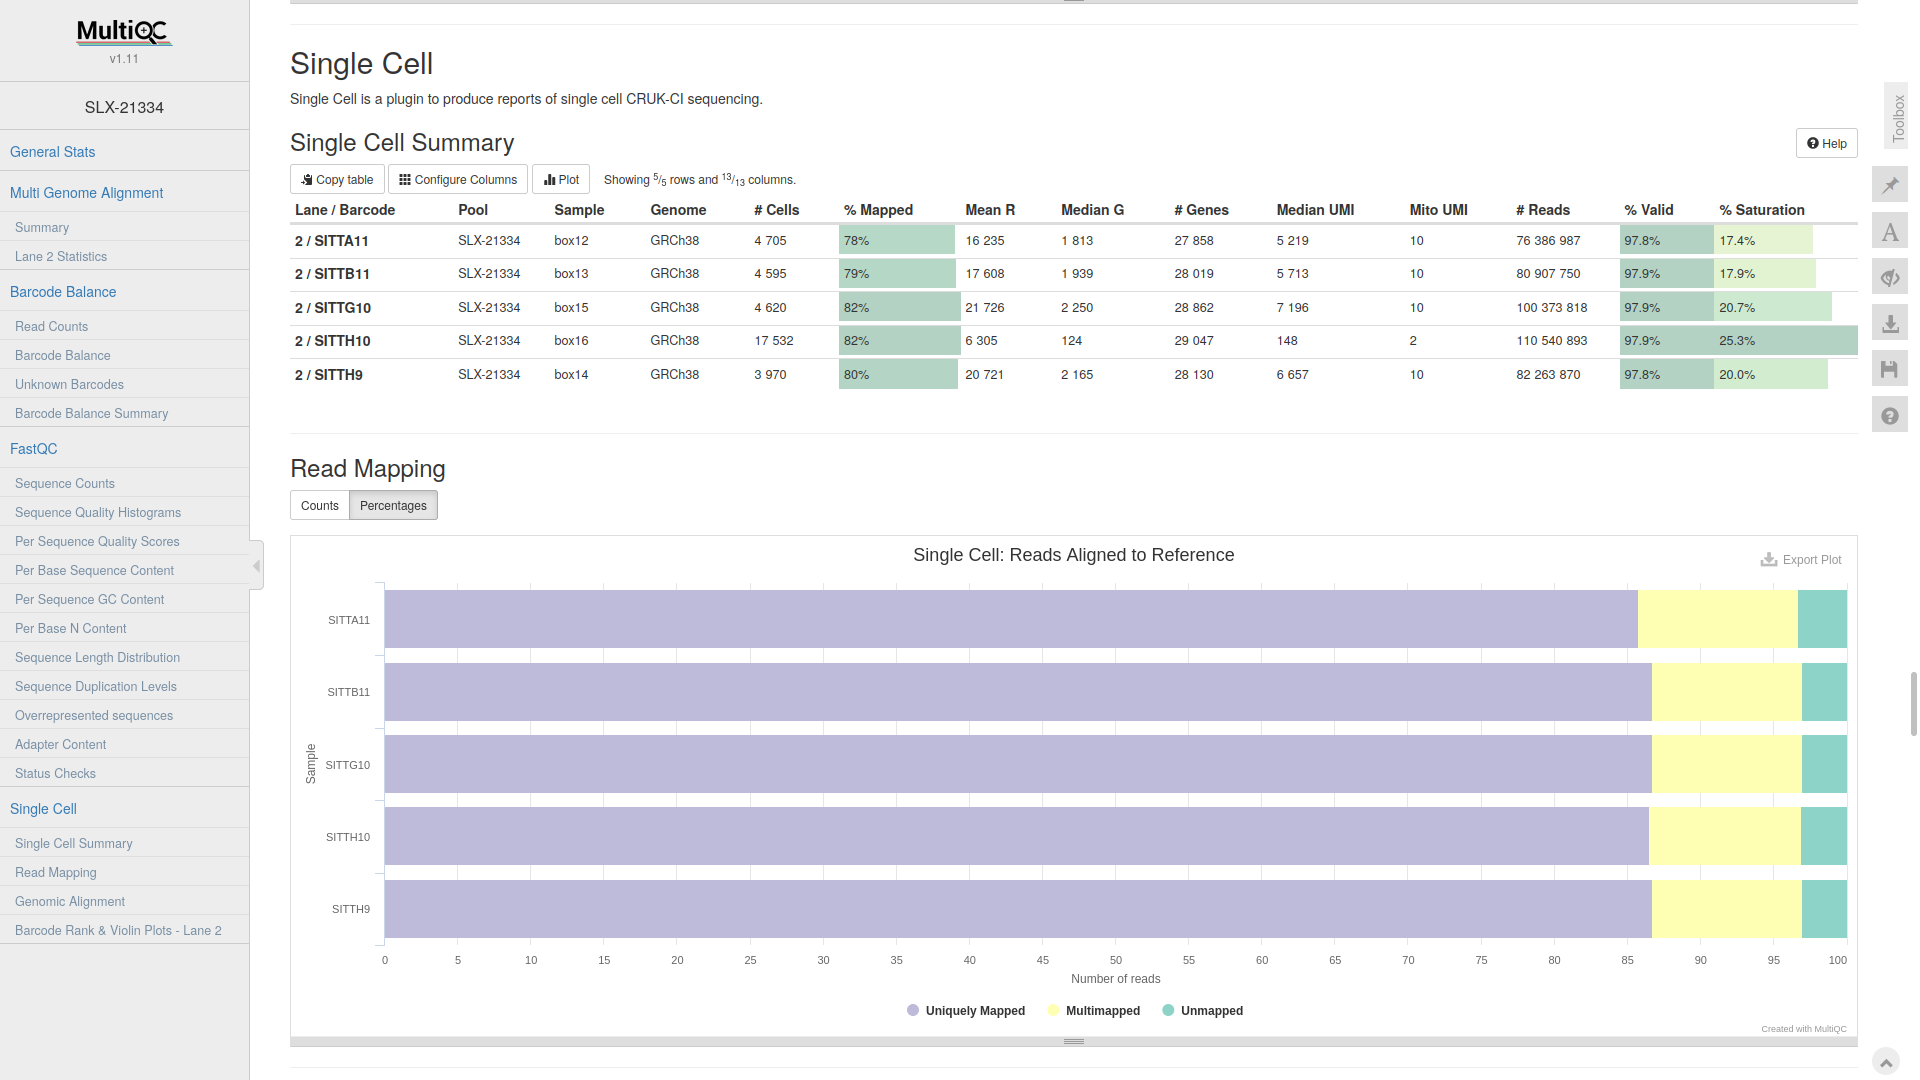 MultiQC
v1.11
SLX-21334
General Stats
Multi Genome Alignment
Summary
Lane 2 Statistics
Barcode Balance
Read Counts
Barcode Balance
Unknown Barcodes
Barcode Balance Summary
FastQC
Sequence Counts
Sequence Quality Histograms
Per Sequence Quality Scores
Per Base Sequence Content
Per Sequence GC Content
Per Base N Content
Sequence Length Distribution
Sequence Duplication Levels
Overrepresented sequences
Adapter Content
Status Checks
Single Cell
Single Cell Summary
Read Mapping
Genomic Alignment
Barcode Rank & Violin Plots - Lane 2
Single Cell
Single Cell is a plugin to produce reports of single cell CRUK-CI sequencing.
Single Cell Summary
Help
Copy table Configure Columns Plot Showing 5/5 rows and 13/13 columns.
Lane / Barcode Pool Sample Genome # Cells % Mapped Mean R Median G # Genes Median UMI Mito UMI # Reads % Valid % Saturation
2 / SITTA11 SLX-21334 box12 GRCh38 4 705 78% 16 235 1 813 27 858 5 219 10 76 386 987 97.8% 17.4%
2 / SITTB11 SLX-21334 box13 GRCh38 4 595 79% 17 608 1 939 28 019 5 713 10 80 907 750 97.9% 17.9%
2 / SITTG10 SLX-21334 box15 GRCh38 4 620 82% 21 726 2 250 28 862 7 196 10 100 373 818 97.9% 20.7%
2 / SITTH10 SLX-21334 box16 GRCh38 17 532 82% 6 305 124 29 047 148 2 110 540 893 97.9% 25.3%
2 / SITTH9 SLX-21334 box14 GRCh38 3 970 80% 20 721 2 165 28 130 6 657 10 82 263 870 97.8% 20.0%
Read Mapping
Counts Percentages
Single Cell: Reads Aligned to Reference
Export Plot
Sample
SITTA11
SITTB11
SITTG10
SITTH10
SITTH9
0 5 10 15 20 25 30 35 40 45 50 55 60 65 70 75 80 85 90 95 100
Number of reads
Uniquely Mapped Multimapped Unmapped
Created with MultiQC
Toolbox
A